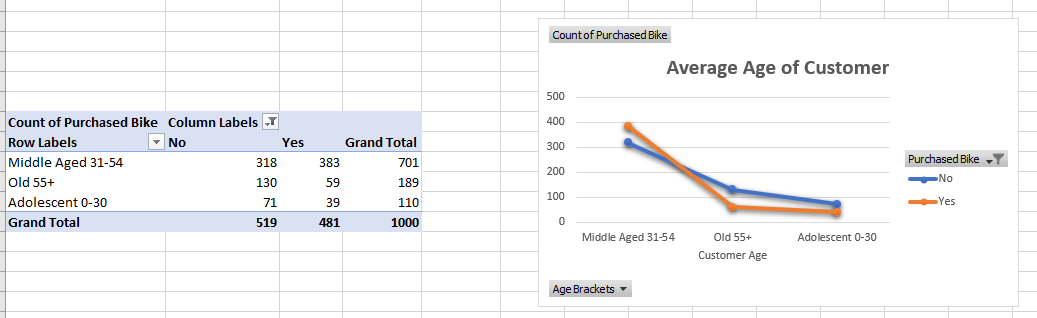 Count of Purchased Bike Column Labels
Row Labels No Yes Grand Total
Middle Aged 31-54 318 383 701
Old 55+ 130 59 189
Adolescent 0-30 71 39 110
Grand Total 519 481 1000
Count of Purchased Bike
Average Age of Customer
500
400
300
200
100
0
Middle Aged 31-54 Old 55+ Adolescent 0-30
Customer Age
Purchased Bike
No
Yes
Age Brackets